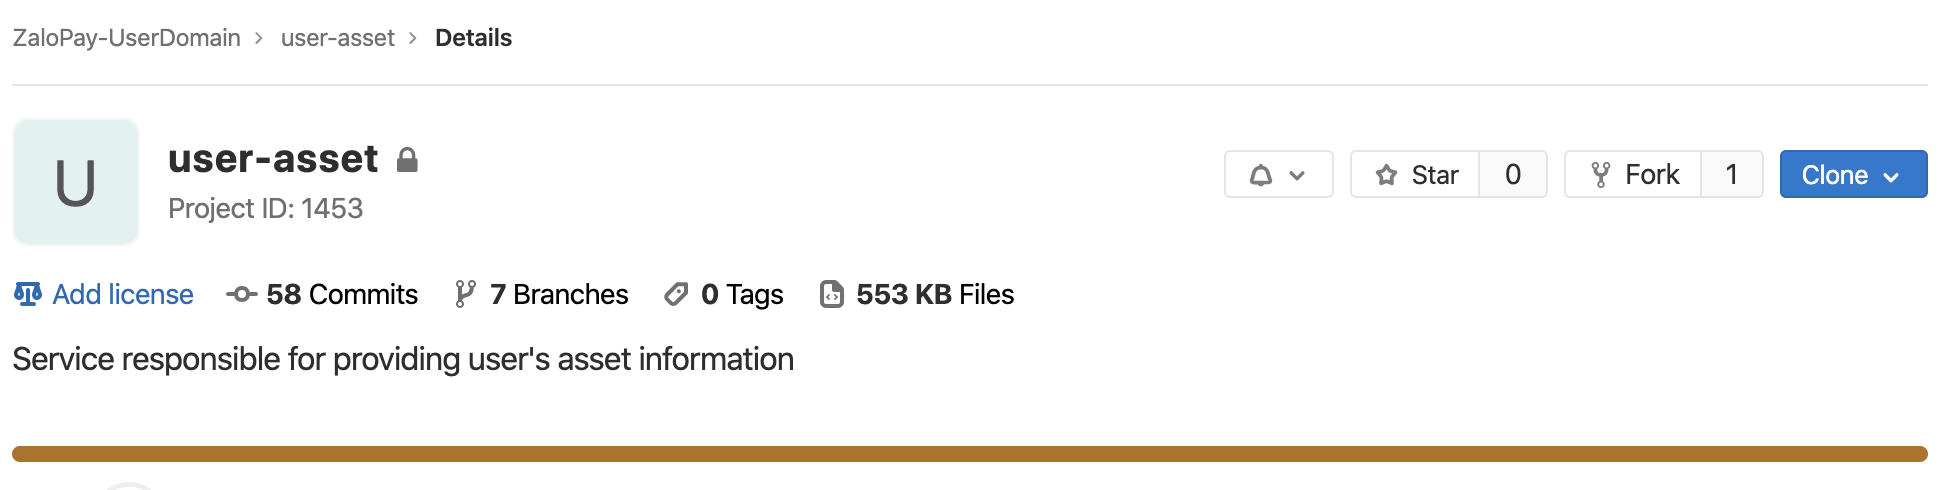 ZaloPay-UserDomain > user-asset > Details
U
user-asset
Project ID: 1453
Star 0 Fork 1 Clone
Add license 58 Commits 7 Branches 0 Tags 553 KB Files
Service responsible for providing user's asset information